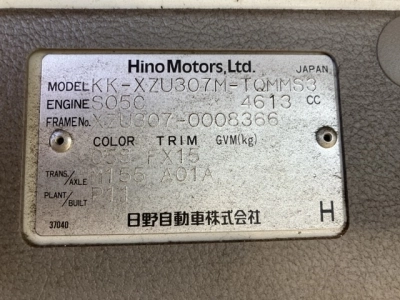 Hino Motors, Ltd. JAPAN
MODEL KK-XZU307M-TQMMS3
ENGINE S05C 4613 CC
FRAME No. XZU307-0008366
COLOR TRIM GVM(kg)
FX15
TRANS/AXLE A01A
PLANT/BUILT
37040 日野自動車株式会社 H